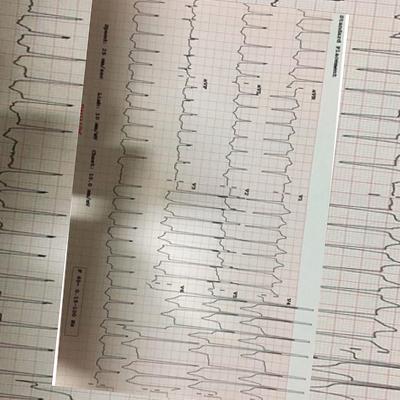 Standard Placement
aVR V1 V4
aVL V2 V5
aVF V3 V6
Speed: 25 mm/sec Limb: 10 mm/mV Chest: 10.0 mm/mV F 60~ 0.15-100 Hz